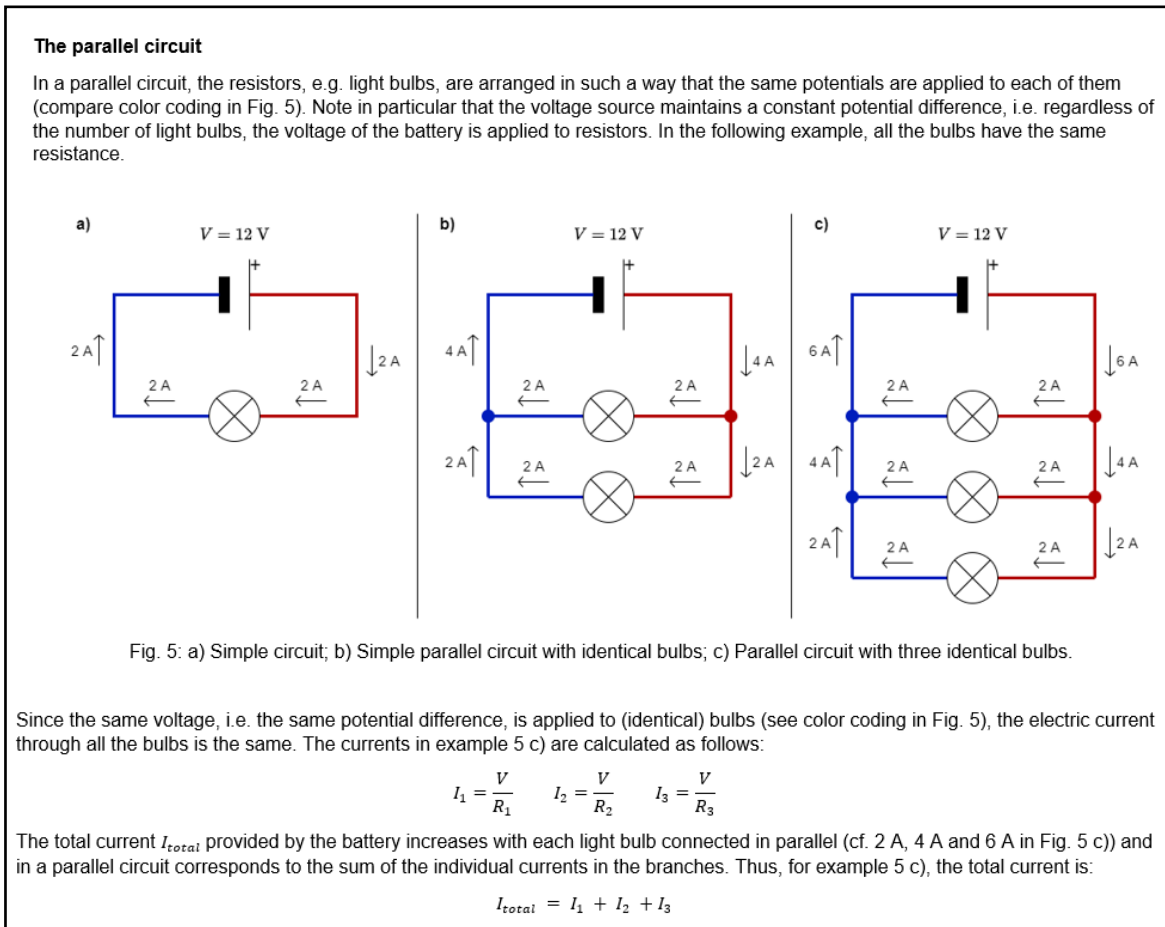 The parallel circuit
In a parallel circuit, the resistors, e.g. light bulbs, are arranged in such a way that the same potentials are applied to each of them
(compare color coding in Fig. 5). Note in particular that the voltage source maintains a constant potential difference, i.e. regardless of
the number of light bulbs, the voltage of the battery is applied to resistors. In the following example, all the bulbs have the same
resistance.
a)
V = 12 V
+
2 A
2 A
2 A
2 A
b)
V = 12 V
+
4 A
4 A
2 A
2 A
2 A
2 A
2 A
2 A
c)
V = 12 V
+
6 A
6 A
2 A
2 A
4 A
4 A
2 A
2 A
2 A
2 A
2 A
2 A
Fig. 5: a) Simple circuit; b) Simple parallel circuit with identical bulbs; c) Parallel circuit with three identical bulbs.
Since the same voltage, i.e. the same potential difference, is applied to (identical) bulbs (see color coding in Fig. 5), the electric current
through all the bulbs is the same. The currents in example 5 c) are calculated as follows:
I₁ = V/R₁ I₂ = V/R₂ I₃ = V/R₃
The total current I_total provided by the battery increases with each light bulb connected in parallel (cf. 2 A, 4 A and 6 A in Fig. 5 c)) and
in a parallel circuit corresponds to the sum of the individual currents in the branches. Thus, for example 5 c), the total current is:
I_total = I₁ + I₂ + I₃